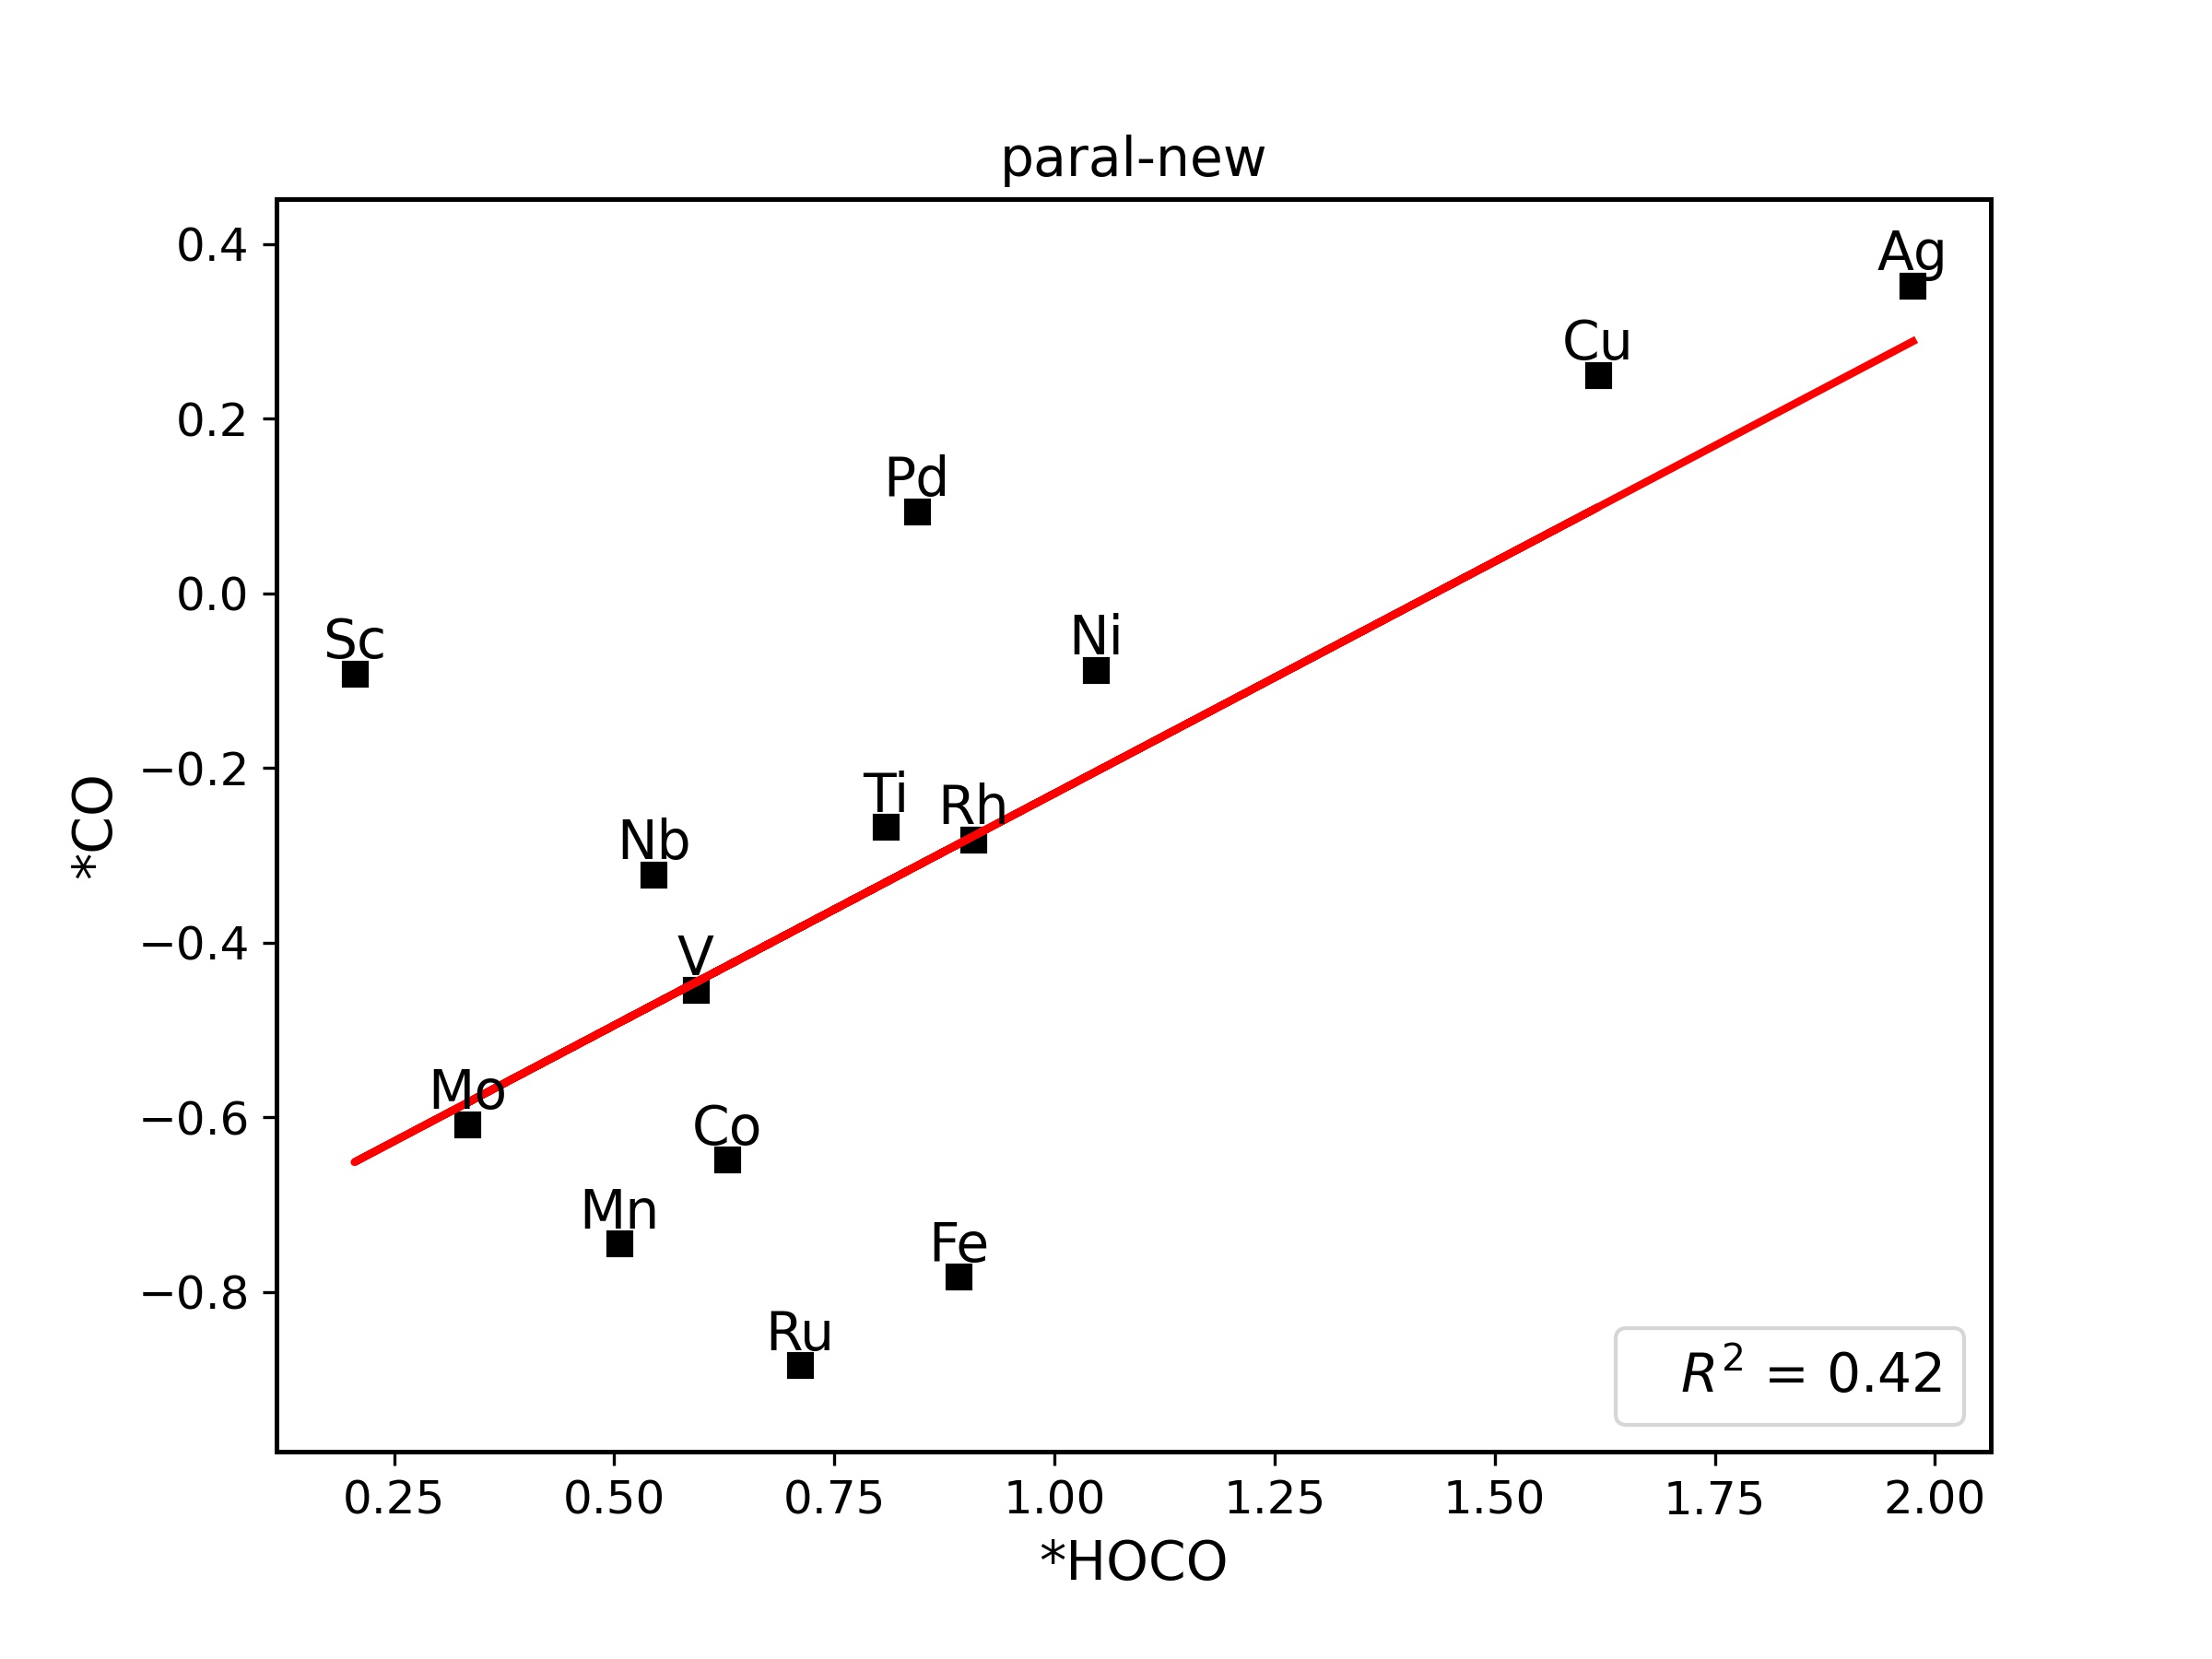 paral-new
0.4
0.2
0.0
−0.2
−0.4
−0.6
−0.8
*CO
Ag
Cu
Pd
Ni
Sc
Ti
Rh
Nb
V
Mo
Co
Mn
Fe
Ru
R² = 0.42
0.25 0.50 0.75 1.00 1.25 1.50 1.75 2.00
*HOCO